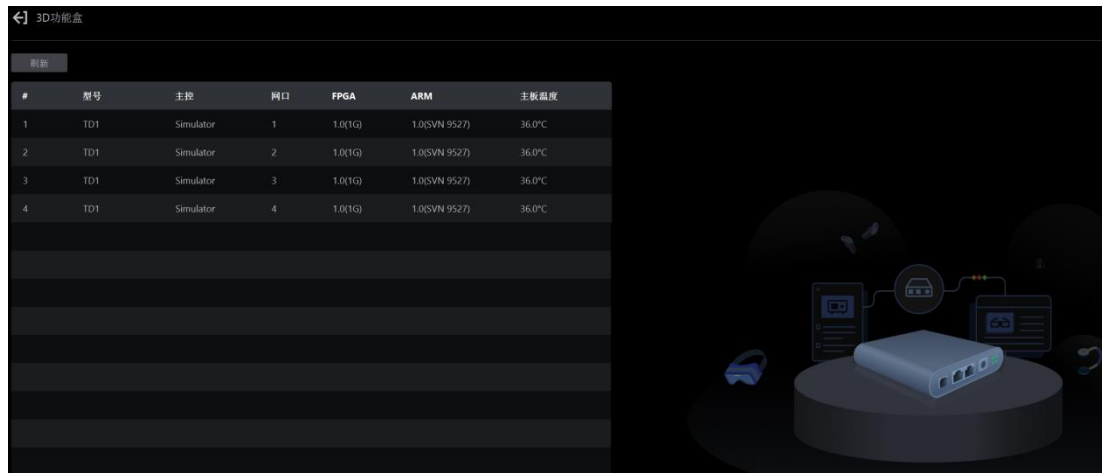 3D功能盒
刷新
# 型号 主控 网口 FPGA ARM 主板温度
1 TD1 Simulator 1 1.0(1G) 1.0(SVN 9527) 36.0°C
2 TD1 Simulator 2 1.0(1G) 1.0(SVN 9527) 36.0°C
3 TD1 Simulator 3 1.0(1G) 1.0(SVN 9527) 36.0°C
4 TD1 Simulator 4 1.0(1G) 1.0(SVN 9527) 36.0°C